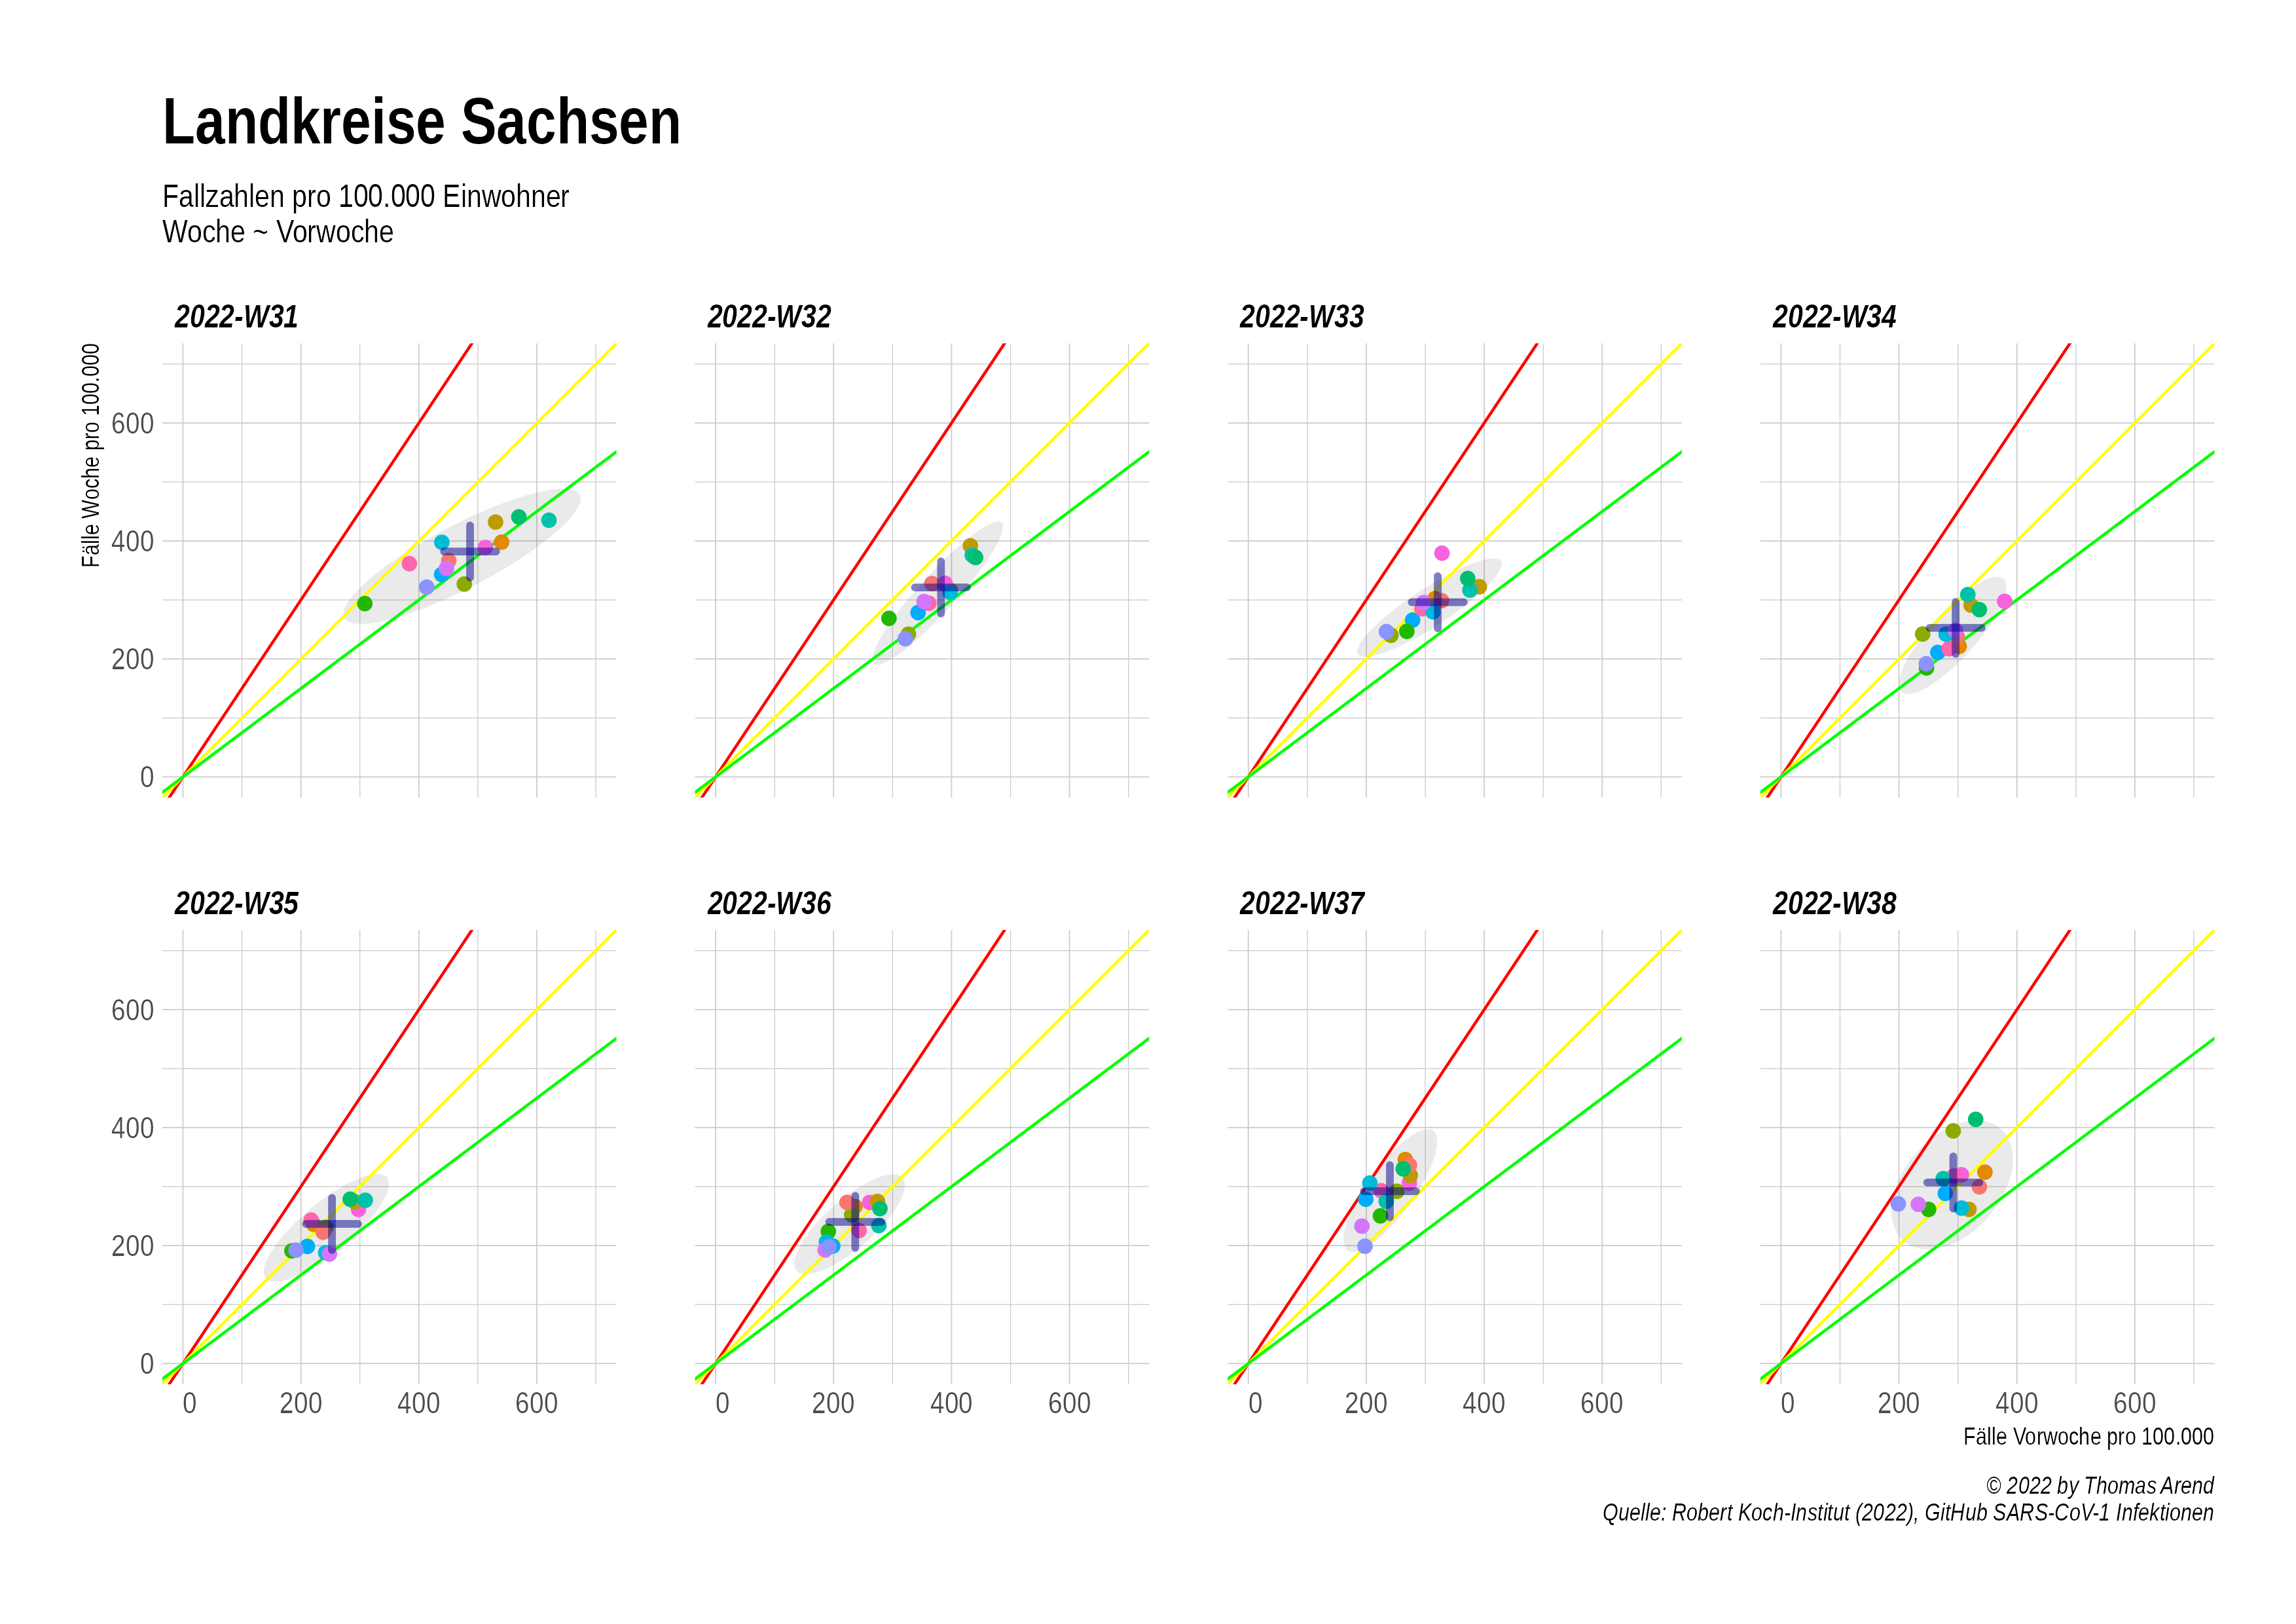 Landkreise Sachsen
Fallzahlen pro 100.000 Einwohner
Woche ~ Vorwoche
2022-W31
2022-W32
2022-W33
2022-W34
Fälle Woche pro 100.000
600
400
200
0
2022-W35
2022-W36
2022-W37
2022-W38
600
400
200
0
0 200 400 600
0 200 400 600
0 200 400 600
0 200 400 600
Fälle Vorwoche pro 100.000
© 2022 by Thomas Arend
Quelle: Robert Koch-Institut (2022), GitHub SARS-CoV-1 Infektionen